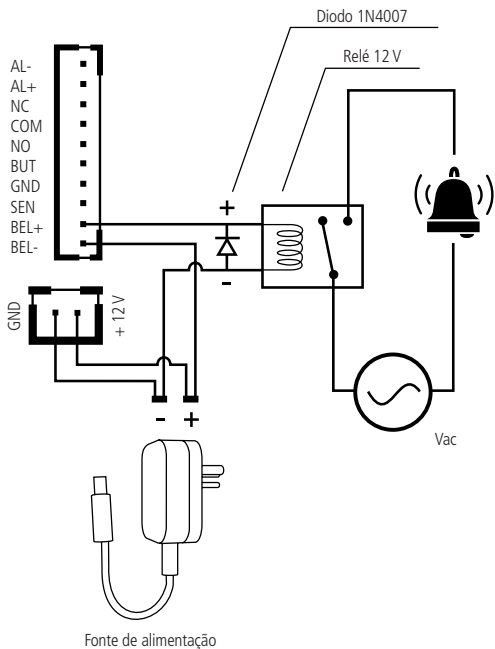 Diodo 1N4007
Relé 12 V
AL-
AL+
NC
COM
NO
BUT
GND
SEN
BEL+
BEL-
+
-
GND
+ 12 V
- +
Vac
Fonte de alimentação